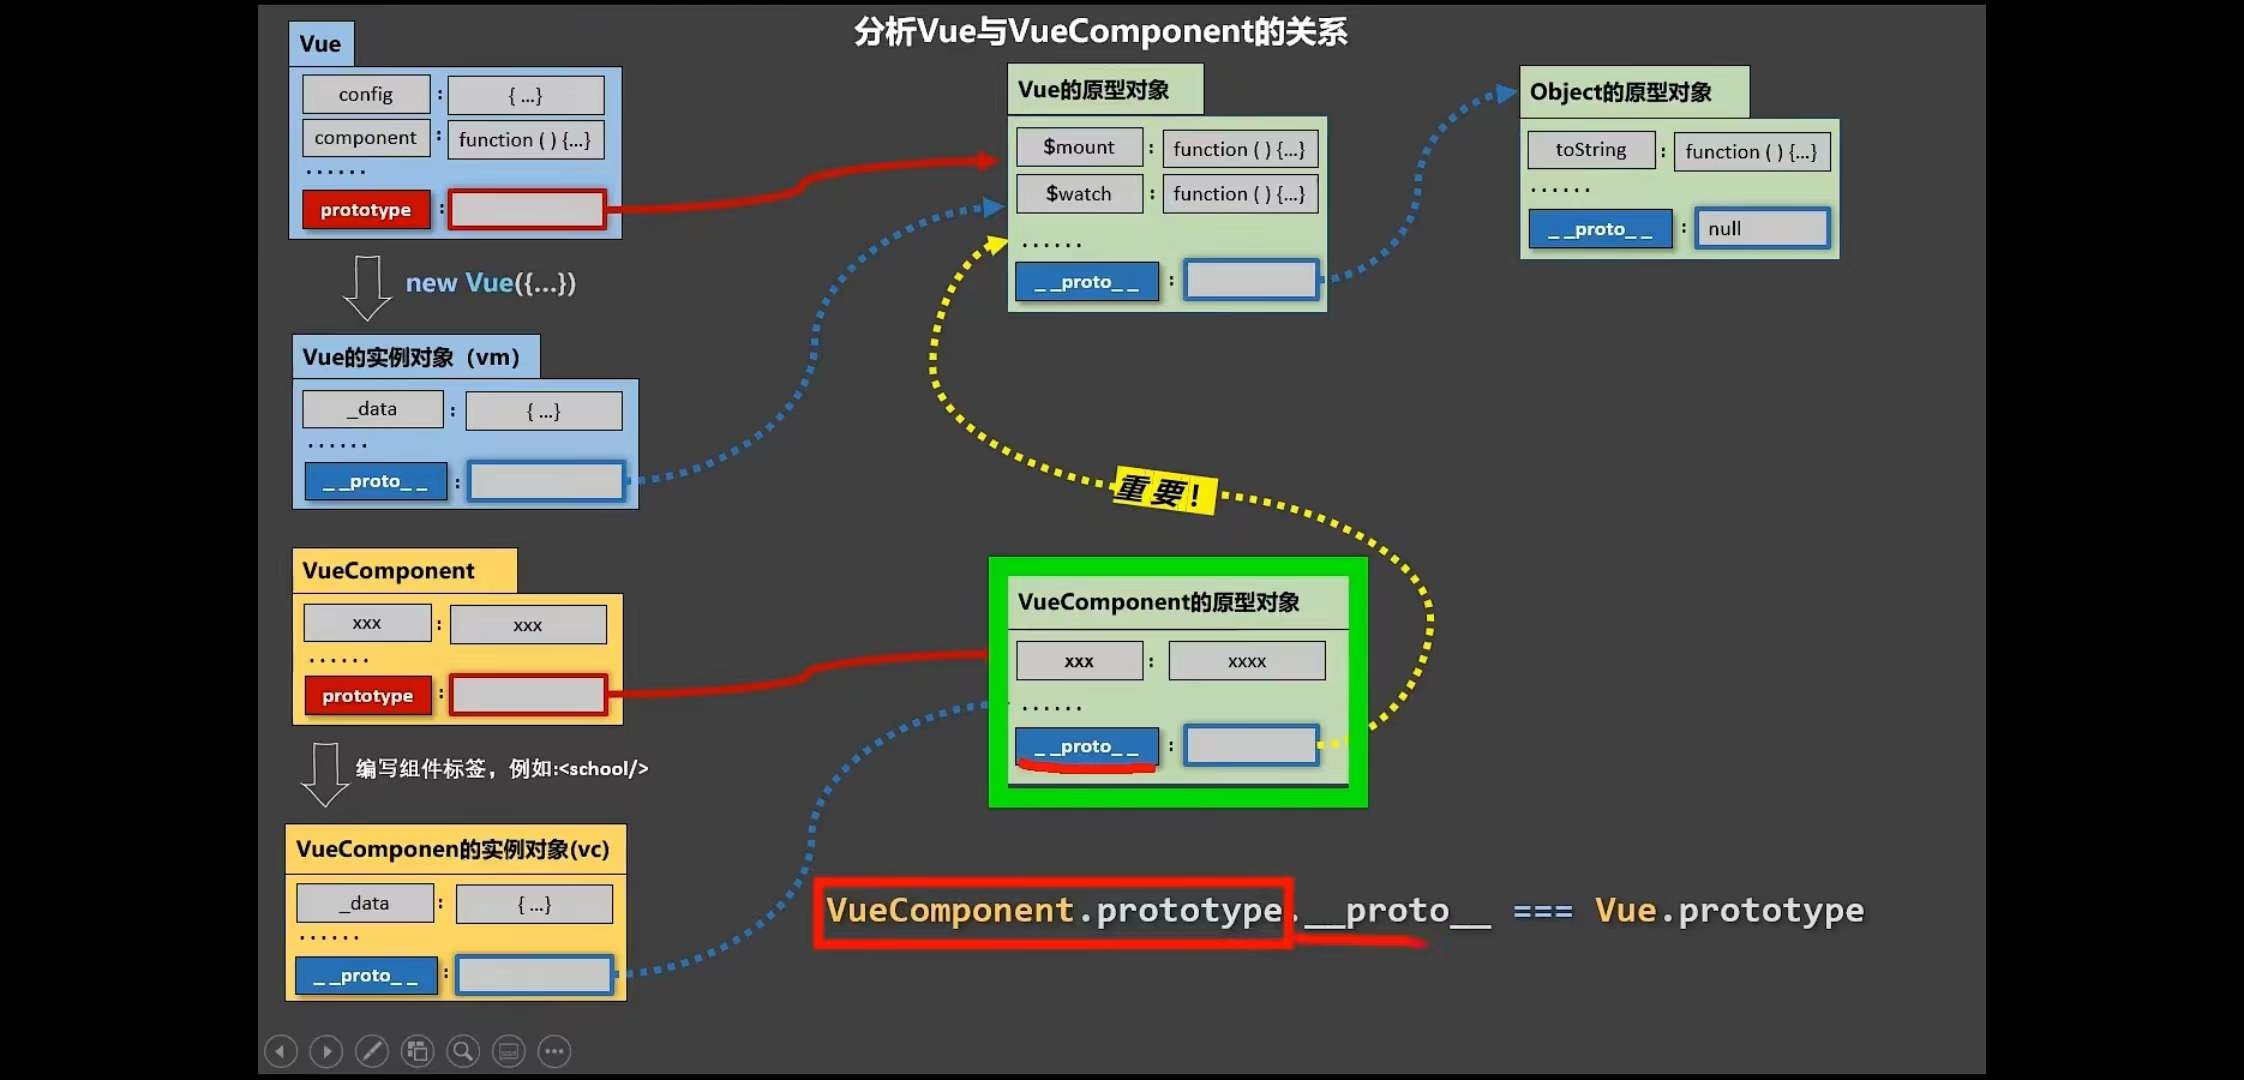 分析Vue与VueComponent的关系
Vue
config : { ...}
component : function ( ) {...}
......
prototype :
new Vue({...})
Vue的实例对象（vm）
_data : { ...}
......
_ _proto_ _ :
VueComponent
xxx : xxx
......
prototype :
编写组件标签，例如:<school/>
VueComponen的实例对象(vc)
_data : { ...}
......
_ _proto_ _ :
Vue的原型对象
$mount : function ( ) {...}
$watch : function ( ) {...}
......
_ _proto_ _ :
Object的原型对象
toString : function ( ) {...}
......
_ _proto_ _ : null
重要！
VueComponent的原型对象
xxx : xxxx
......
_ _proto_ _ :
VueComponent.prototype.__proto__ === Vue.prototype